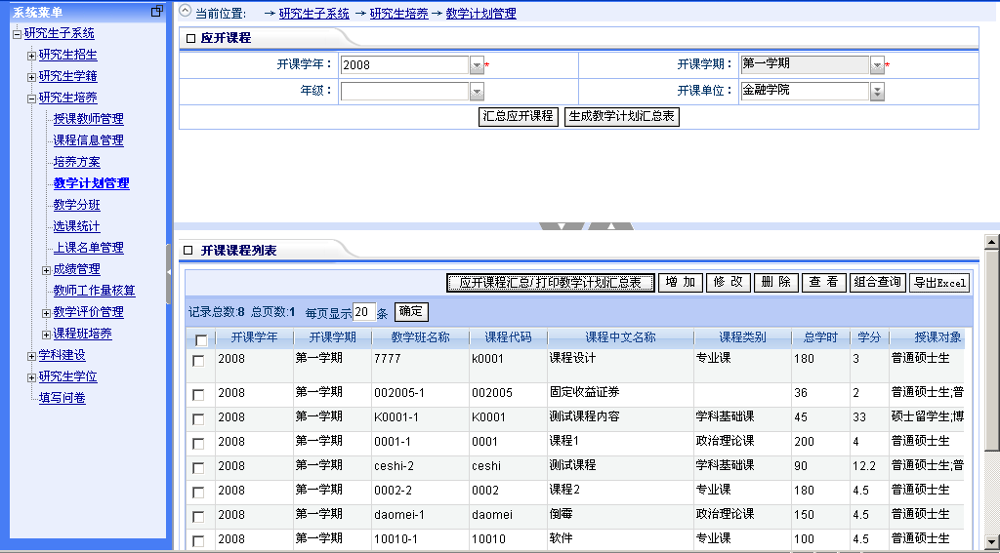 系统菜单
研究生子系统
研究生招生
研究生学籍
研究生培养
授课教师管理
课程信息管理
培养方案
教学计划管理
教学分班
选课统计
上课名单管理
成绩管理
教师工作量核算
教学评价管理
课程班培养
学科建设
研究生学位
填写问卷
当前位置: →研究生子系统 →研究生培养 →教学计划管理
应开课程
开课学年: 2008 * 开课学期: 第一学期 *
年级: 开课单位: 金融学院
汇总应开课程 生成教学计划汇总表
开课课程列表
应开课程汇总/打印教学计划汇总表 增 加 修 改 删 除 查 看 组合查询 导出Excel
记录总数:8 总页数:1 每页显示 20 条 确定
开课学年 开课学期 教学班名称 课程代码 课程中文名称 课程类别 总学时 学分 授课对象
2008 第一学期 7777 k0001 课程设计 专业课 180 3 普通硕士生
2008 第一学期 002005-1 002005 固定收益证券 36 2 普通硕士生;普
2008 第一学期 K0001-1 K0001 测试课程内容 学科基础课 45 33 硕士留学生;博
2008 第一学期 0001-1 0001 课程1 政治理论课 200 4 普通硕士生
2008 第一学期 ceshi-2 ceshi 测试课程 学科基础课 90 12.2 普通硕士生;普
2008 第一学期 0002-2 0002 课程2 专业课 180 4.5 普通硕士生
2008 第一学期 daomei-1 daomei 倒霉 政治理论课 150 4.5 普通硕士生
2008 第一学期 10010-1 10010 软件 专业课 100 4.5 普通硕士生